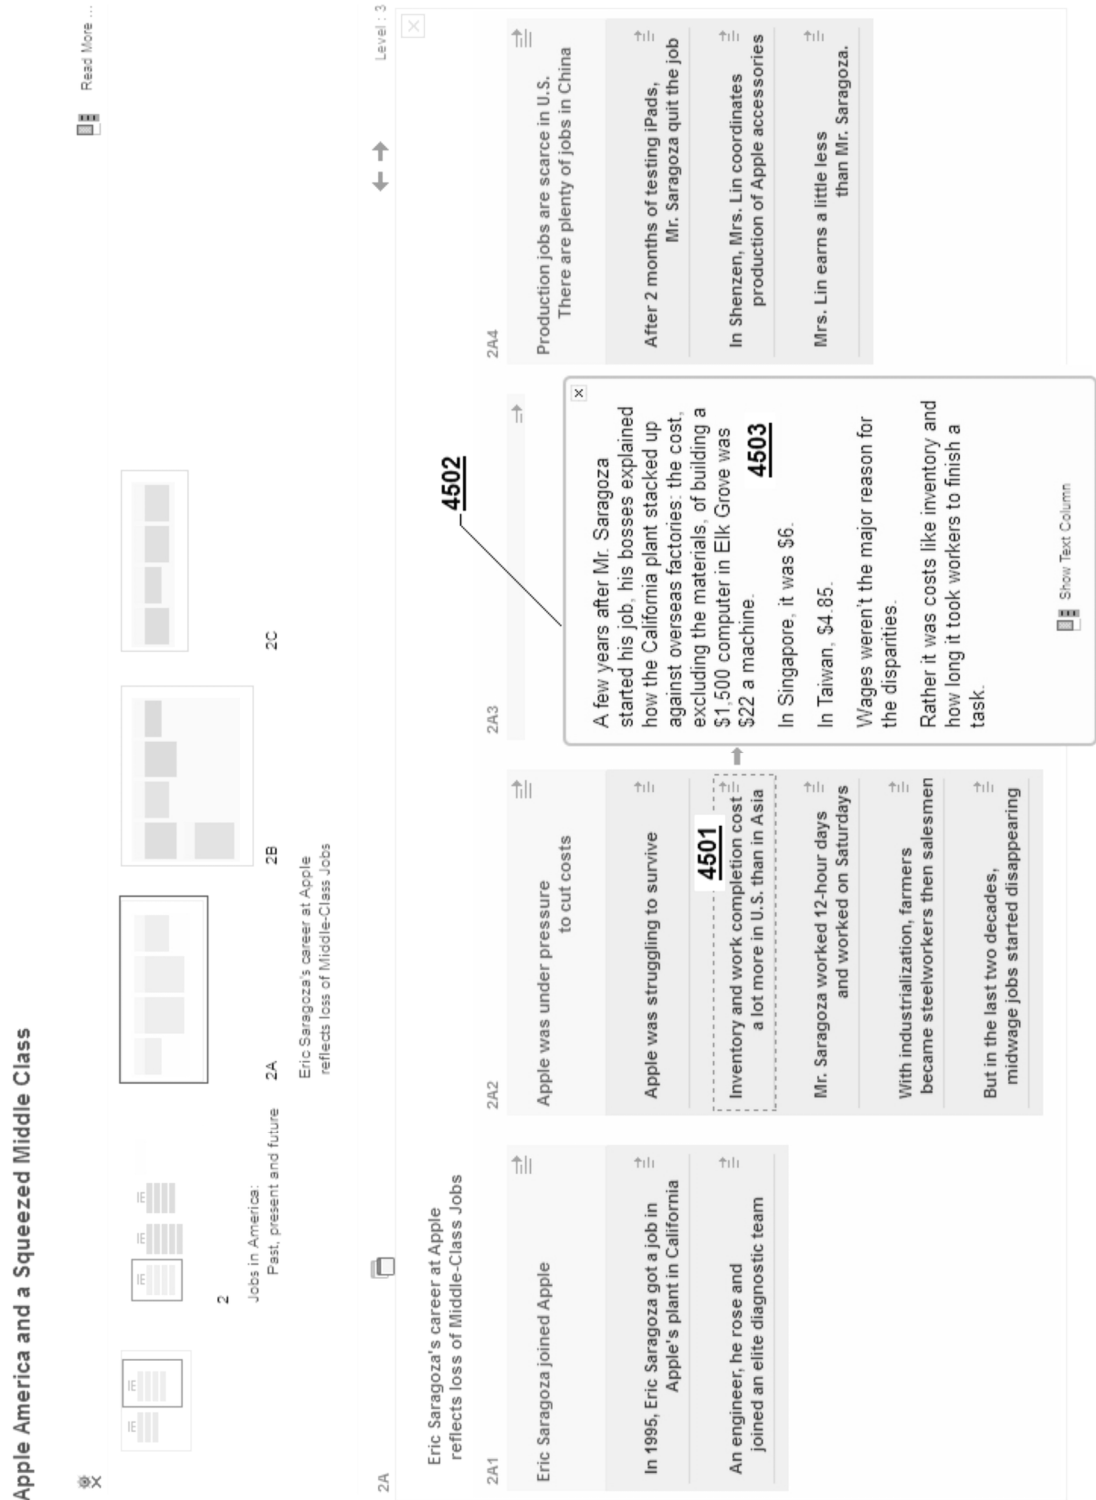 Apple America and a Squeezed Middle Class
Read More ...
IE
IE
IE
IE
IE
2
Jobs in America:
Past, present and future
2A
Eric Saragoza's career at Apple
reflects loss of Middle-Class Jobs
2B
2C
2A
Level : 3
Eric Saragoza's career at Apple
reflects loss of Middle-Class Jobs
2A1
Eric Saragoza joined Apple
In 1995, Eric Saragoza got a job in
Apple's plant in California
An engineer, he rose and
joined an elite diagnostic team
2A2
Apple was under pressure
to cut costs
Apple was struggling to survive
4501
Inventory and work completion cost
a lot more in U.S. than in Asia
Mr. Saragoza worked 12-hour days
and worked on Saturdays
With industrialization, farmers
became steelworkers then salesmen
But in the last two decades,
midwage jobs started disappearing
2A3
4502
A few years after Mr. Saragoza
started his job, his bosses explained
how the California plant stacked up
against overseas factories: the cost,
excluding the materials, of building a
$1,500 computer in Elk Grove was
$22 a machine.
4503
In Singapore, it was $6.
In Taiwan, $4.85.
Wages weren't the major reason for
the disparities.
Rather it was costs like inventory and
how long it took workers to finish a
task.
Show Text Column
2A4
Production jobs are scarce in U.S.
There are plenty of jobs in China
After 2 months of testing iPads,
Mr. Saragoza quit the job
In Shenzen, Mrs. Lin coordinates
production of Apple accessories
Mrs. Lin earns a little less
than Mr. Saragoza.